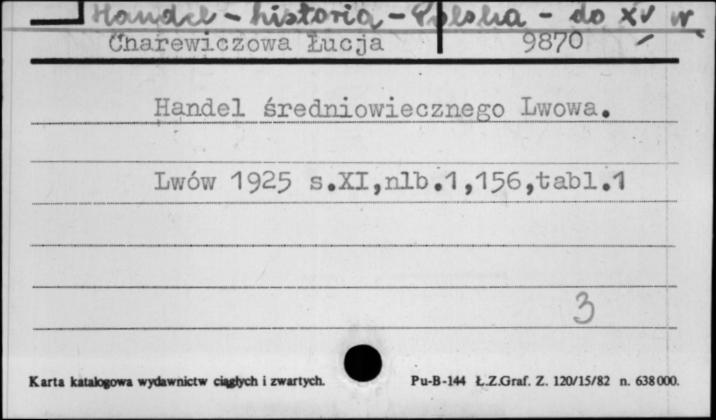 Handel - historia - Polska - do XV w.
Charewiczowa Łucja 9870
Handel średniowiecznego Lwowa.
Lwów 1925 s.XI,nlb.1,156,tabl.1
3
Karta katalogowa wydawnictw ciągłych i zwartych. Pu-B-144 Ł.Z.Graf. Z. 120/15/82 n. 638000.